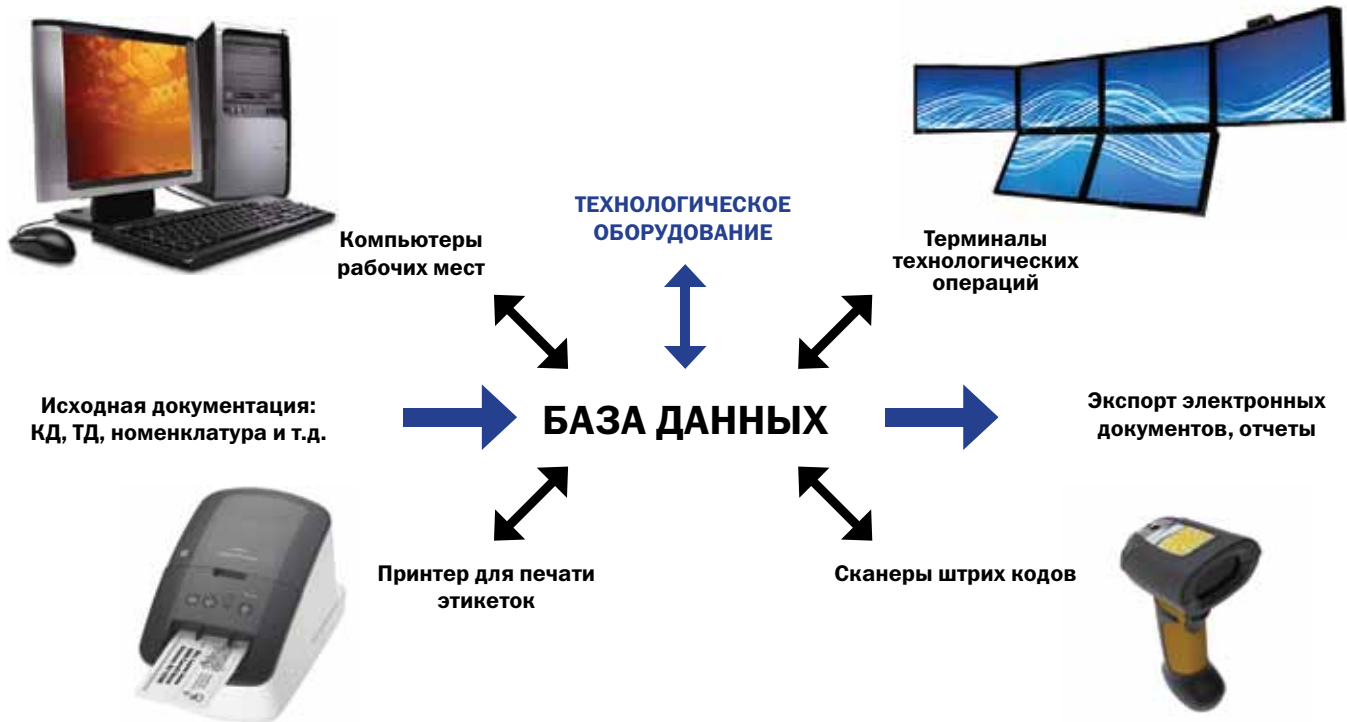 ТЕХНОЛОГИЧЕСКОЕ
ОБОРУДОВАНИЕ
Компьютеры
рабочих мест
Терминалы
технологических
операций
Исходная документация:
КД, ТД, номенклатура и т.д.
БАЗА ДАННЫХ
Экспорт электронных
документов, отчеты
Принтер для печати
этикеток
Сканеры штрих кодов